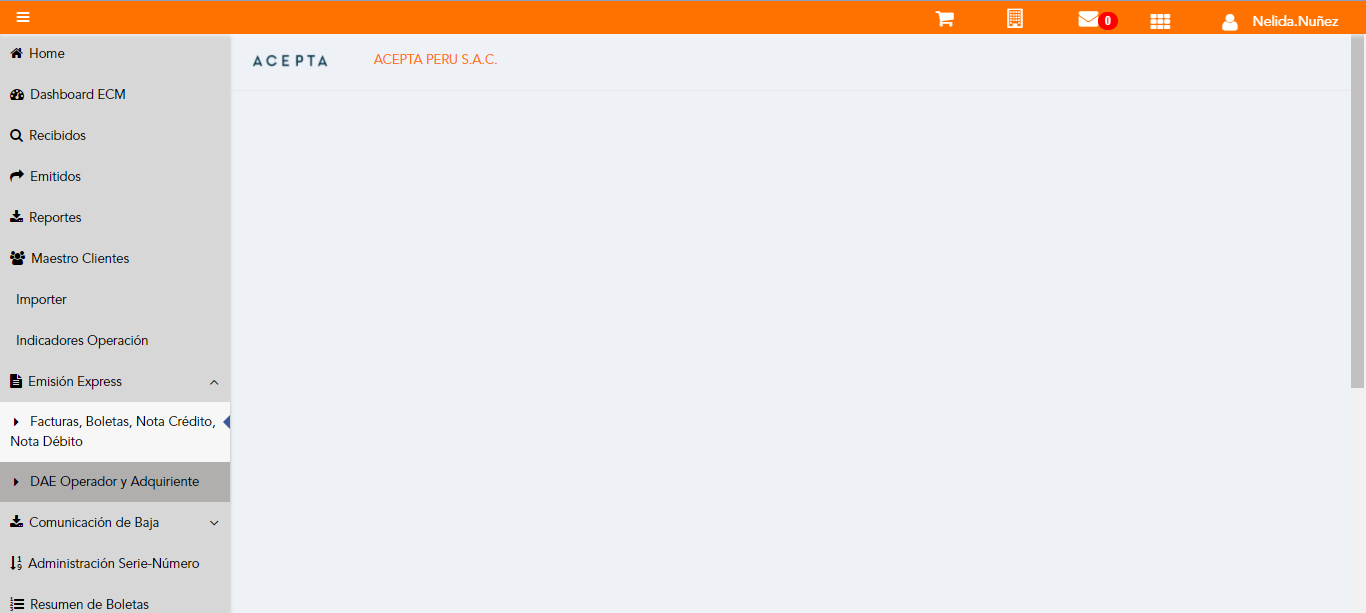 0
Nelida.Nuñez
Home
Dashboard ECM
Recibidos
Emitidos
Reportes
Maestro Clientes
Importer
Indicadores Operación
Emisión Express
Facturas, Boletas, Nota Crédito,
Nota Débito
DAE Operador y Adquiriente
Comunicación de Baja
Administración Serie-Número
Resumen de Boletas
ACEPTA
ACEPTA PERU S.A.C.